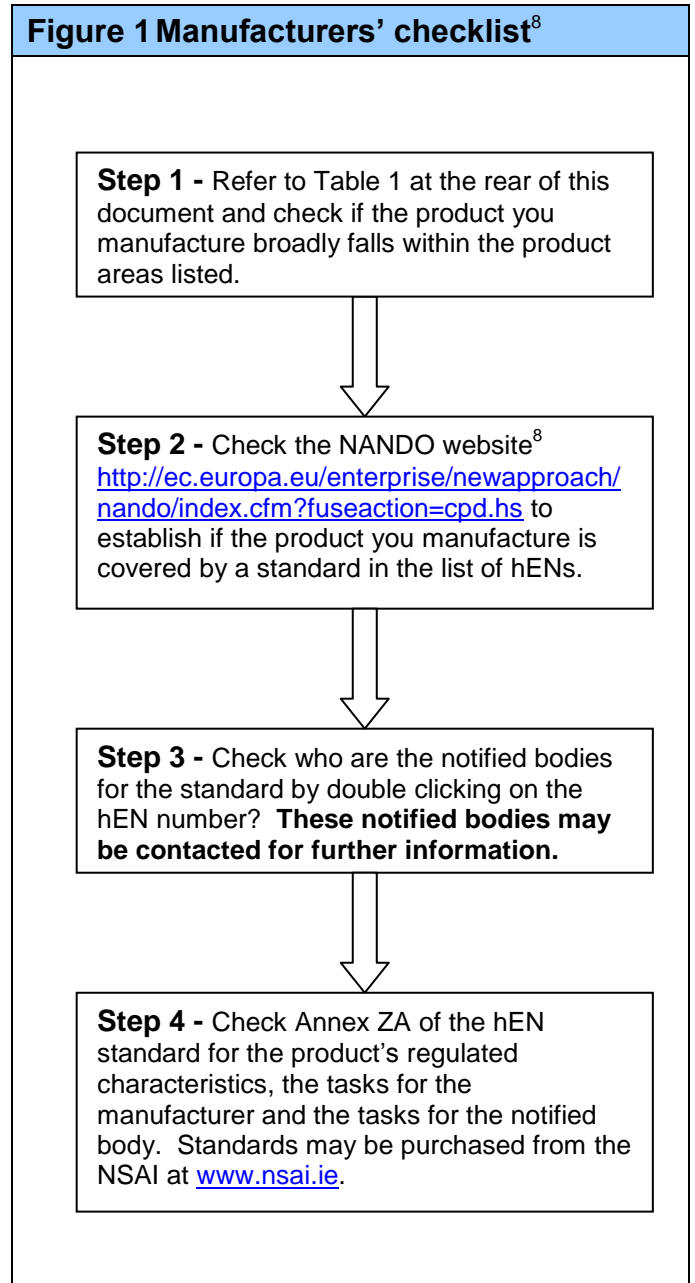 Figure 1 Manufacturers' checklist8
Step 1 - Refer to Table 1 at the rear of this
document and check if the product you
manufacture broadly falls within the product
areas listed.
Step 2 - Check the NANDO website8
http://ec.europa.eu/enterprise/newapproach/
nando/index.cfm?fuseaction=cpd.hs to
establish if the product you manufacture is
covered by a standard in the list of hENs.
Step 3 - Check who are the notified bodies
for the standard by double clicking on the
hEN number?  These notified bodies may
be contacted for further information.
Step 4 - Check Annex ZA of the hEN
standard for the product's regulated
characteristics, the tasks for the
manufacturer and the tasks for the notified
body.  Standards may be purchased from the
NSAI at www.nsai.ie.